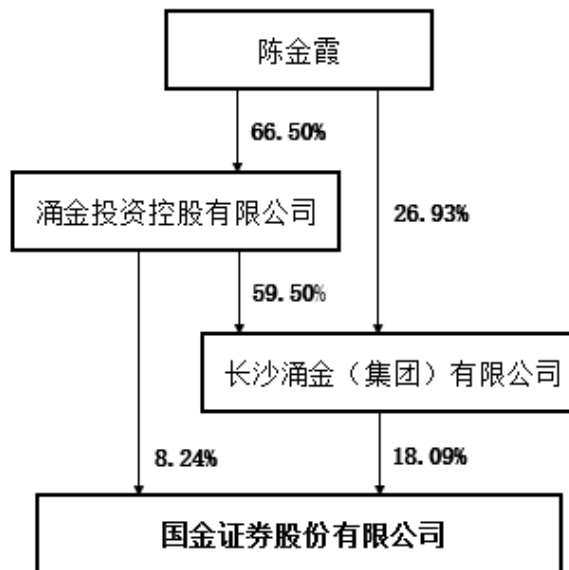 陈金霞
66.50%
涌金投资控股有限公司
26.93%
59.50%
长沙涌金（集团）有限公司
8.24%
18.09%
国金证券股份有限公司